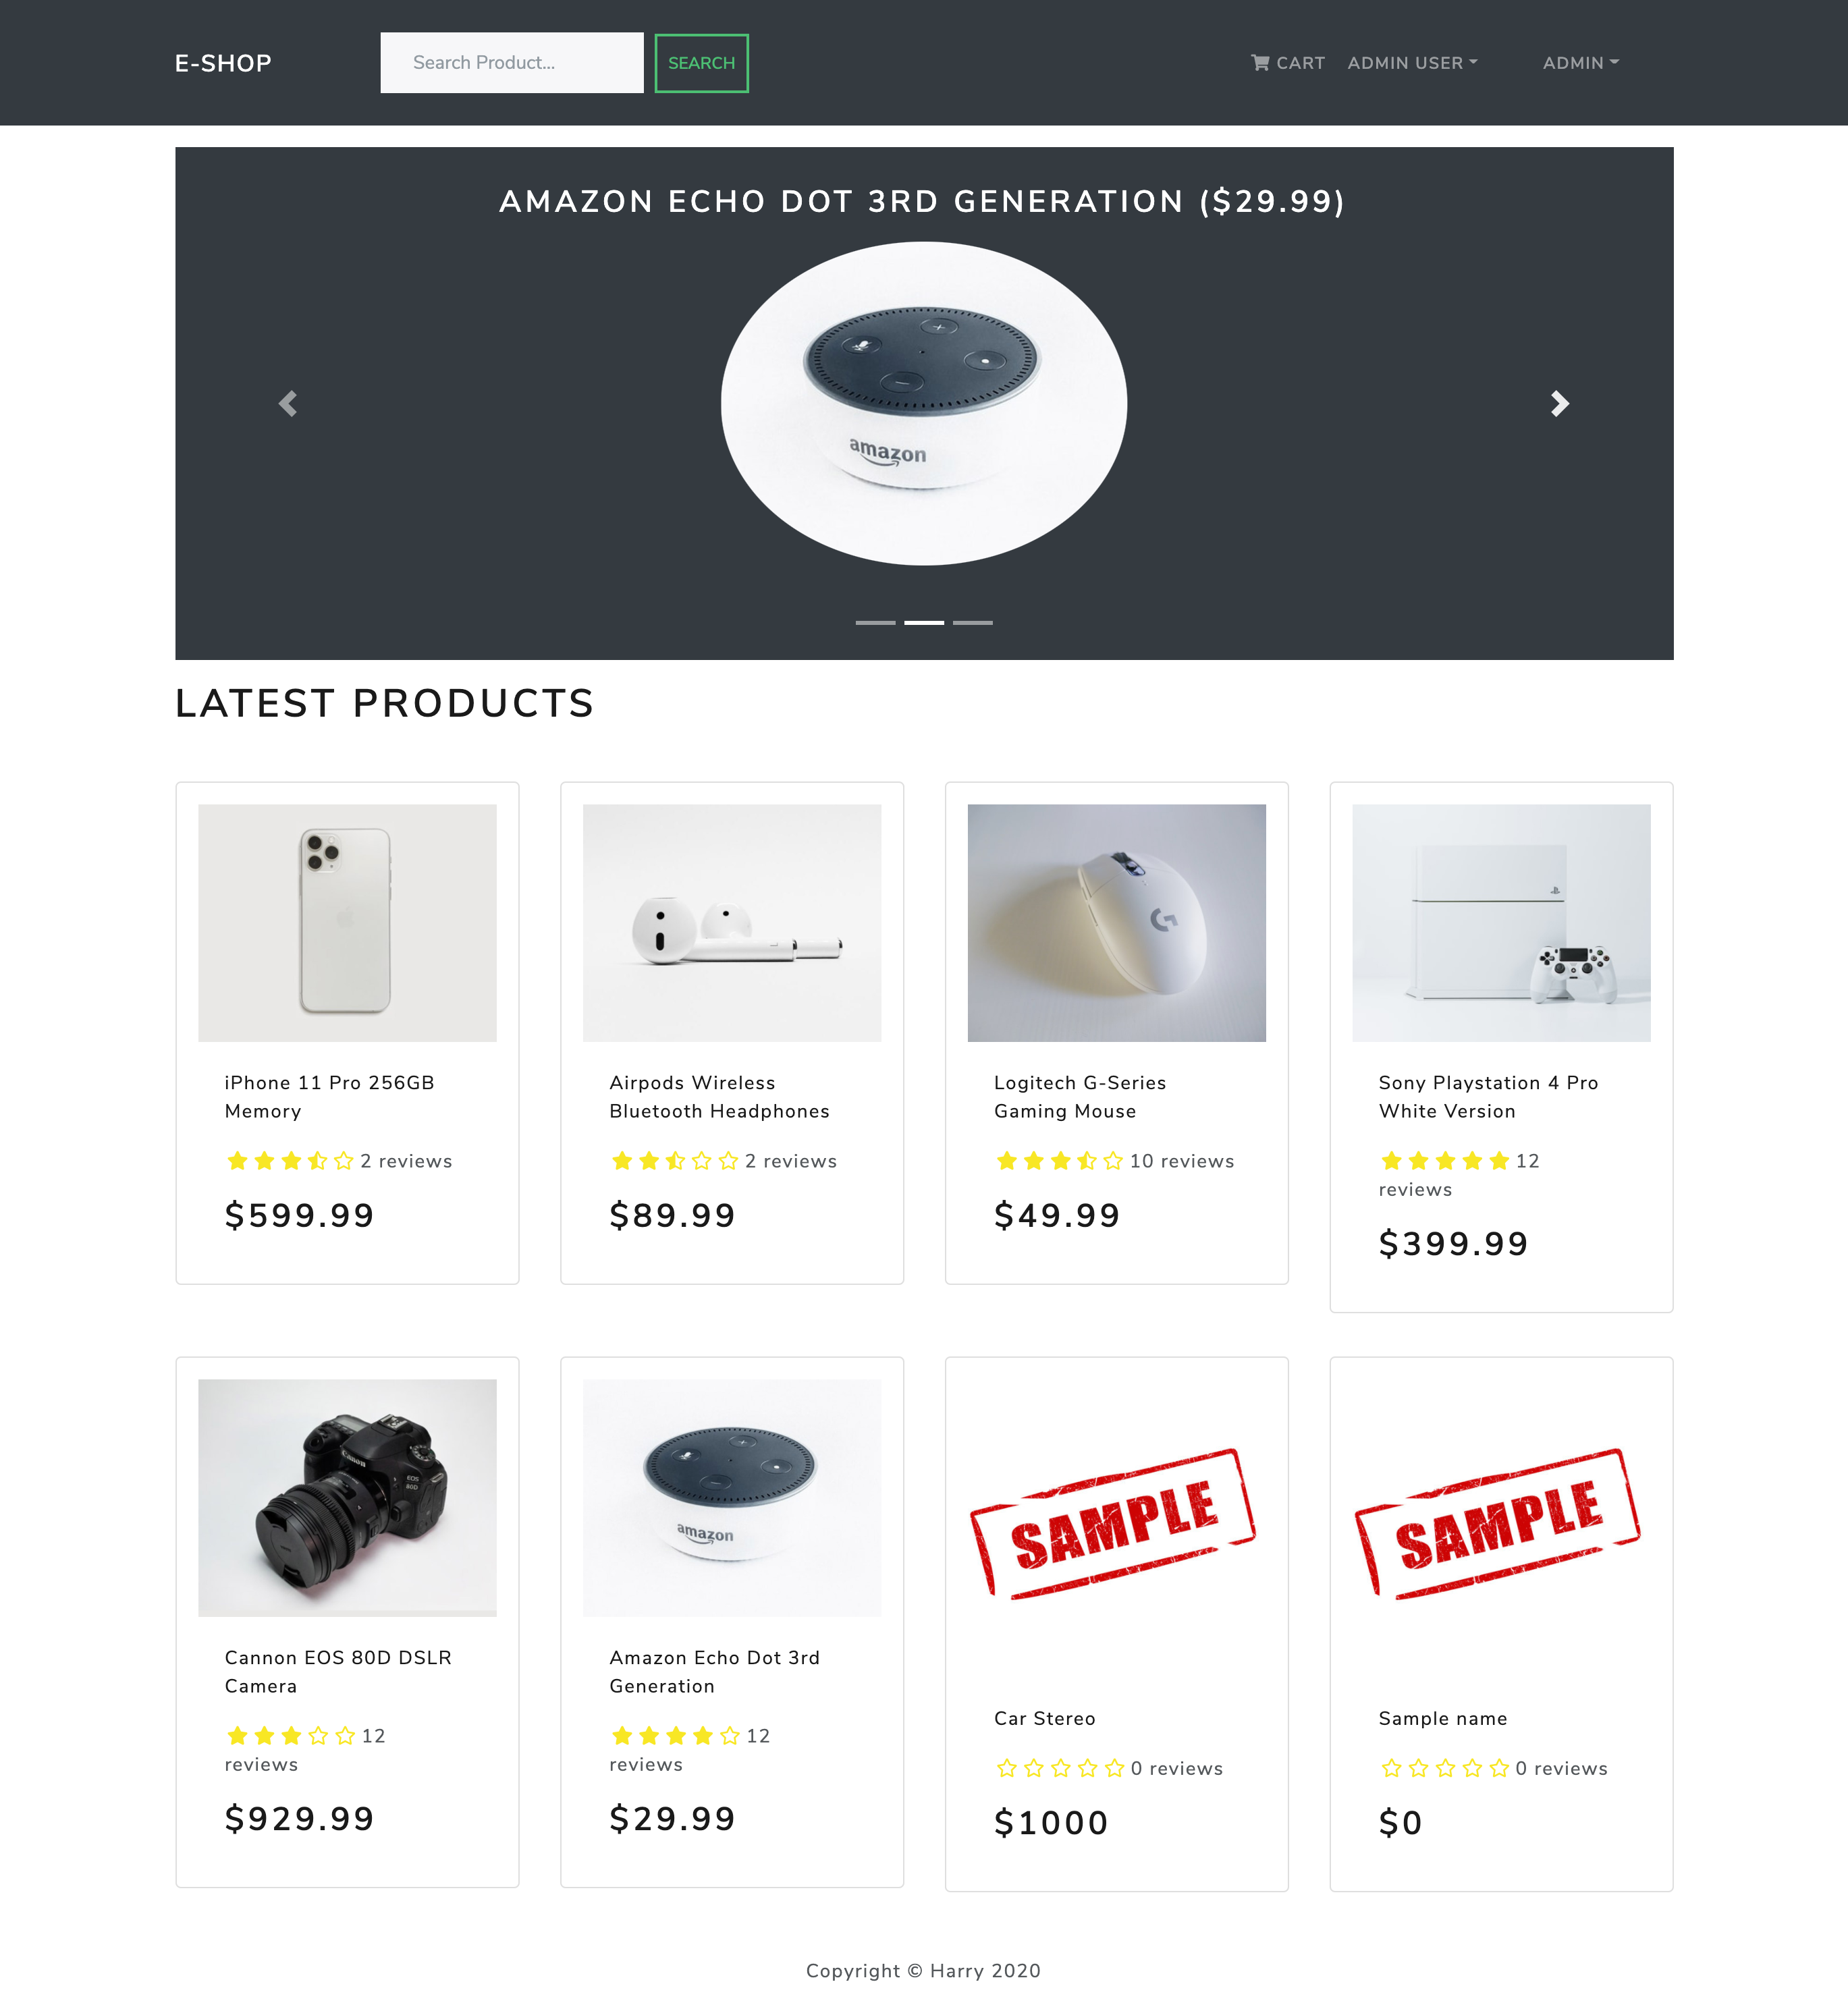 E-SHOP
Search Product...
SEARCH
CART
ADMIN USER
ADMIN
AMAZON ECHO DOT 3RD GENERATION ($29.99)
amazon
LATEST PRODUCTS
iPhone 11 Pro 256GB
Memory
2 reviews
$599.99
Airpods Wireless
Bluetooth Headphones
2 reviews
$89.99
Logitech G-Series
Gaming Mouse
10 reviews
$49.99
Sony Playstation 4 Pro
White Version
12
reviews
$399.99
Canon
EOS
80D
Cannon EOS 80D DSLR
Camera
12
reviews
$929.99
amazon
Amazon Echo Dot 3rd
Generation
12
reviews
$29.99
SAMPLE
Car Stereo
0 reviews
$1000
SAMPLE
Sample name
0 reviews
$0
Copyright © Harry 2020